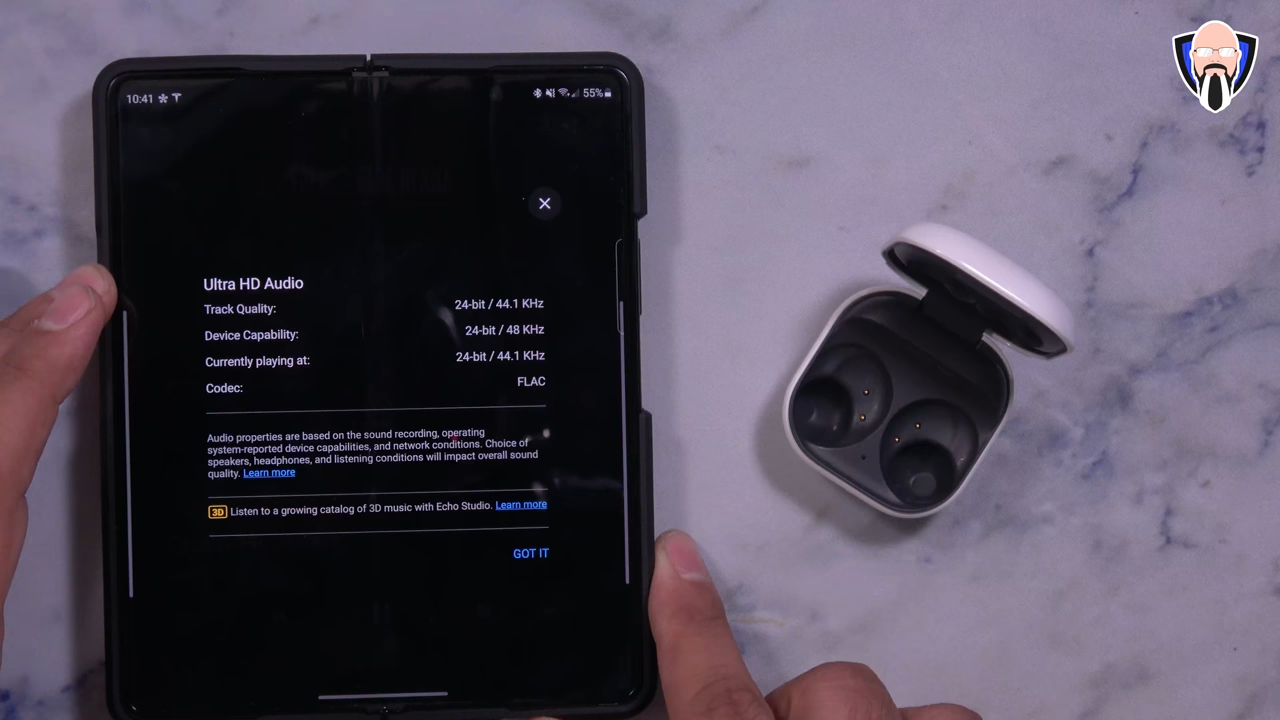 10:41
55%
Ultra HD Audio
Track Quality: 24-bit / 44.1 KHz
Device Capability: 24-bit / 48 KHz
Currently playing at: 24-bit / 44.1 KHz
Codec: FLAC
Audio properties are based on the sound recording, operating
system-reported device capabilities, and network conditions. Choice of
speakers, headphones, and listening conditions will impact overall sound
quality. Learn more
3D Listen to a growing catalog of 3D music with Echo Studio. Learn more
GOT IT